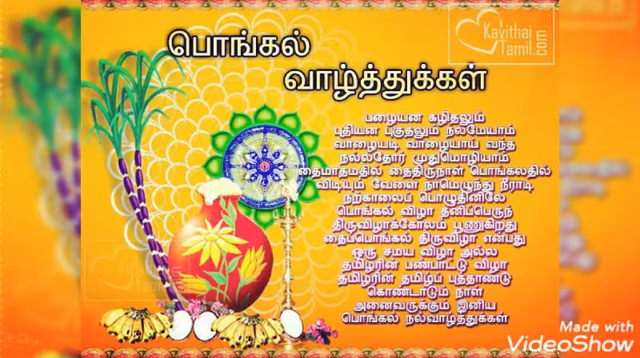 Kavithai
Tamil.com
பொங்கல்
வாழ்த்துக்கள்
பழையன கழிதலும்
புதியன புகுதலும் நலமேயாம்
வாழையடி வாழையாய் வந்த
நல்லதோர் முதுமொழியாம்
தைமாதமதில் தைதிருநாள் பொங்கலதில்
விடியும் வேளை நாமெழுந்து நீராடி
நற்காலைப் பொழுதினிலே
பொங்கல் விழா தனிப்பெருந்
திருவிழாக்கோலம் பூணுகிறது
தைப்பொங்கல் திருவிழா என்பது
ஒரு சமய விழா அல்ல
தமிழரின் பண்பாட்டு விழா
தமிழரின் தமிழ்ப் புத்தாண்டு
கொண்டாடும் நாள்
அனைவருக்கும் இனிய
பொங்கல் நல்வாழ்த்துக்கள்
Made with
VideoShow